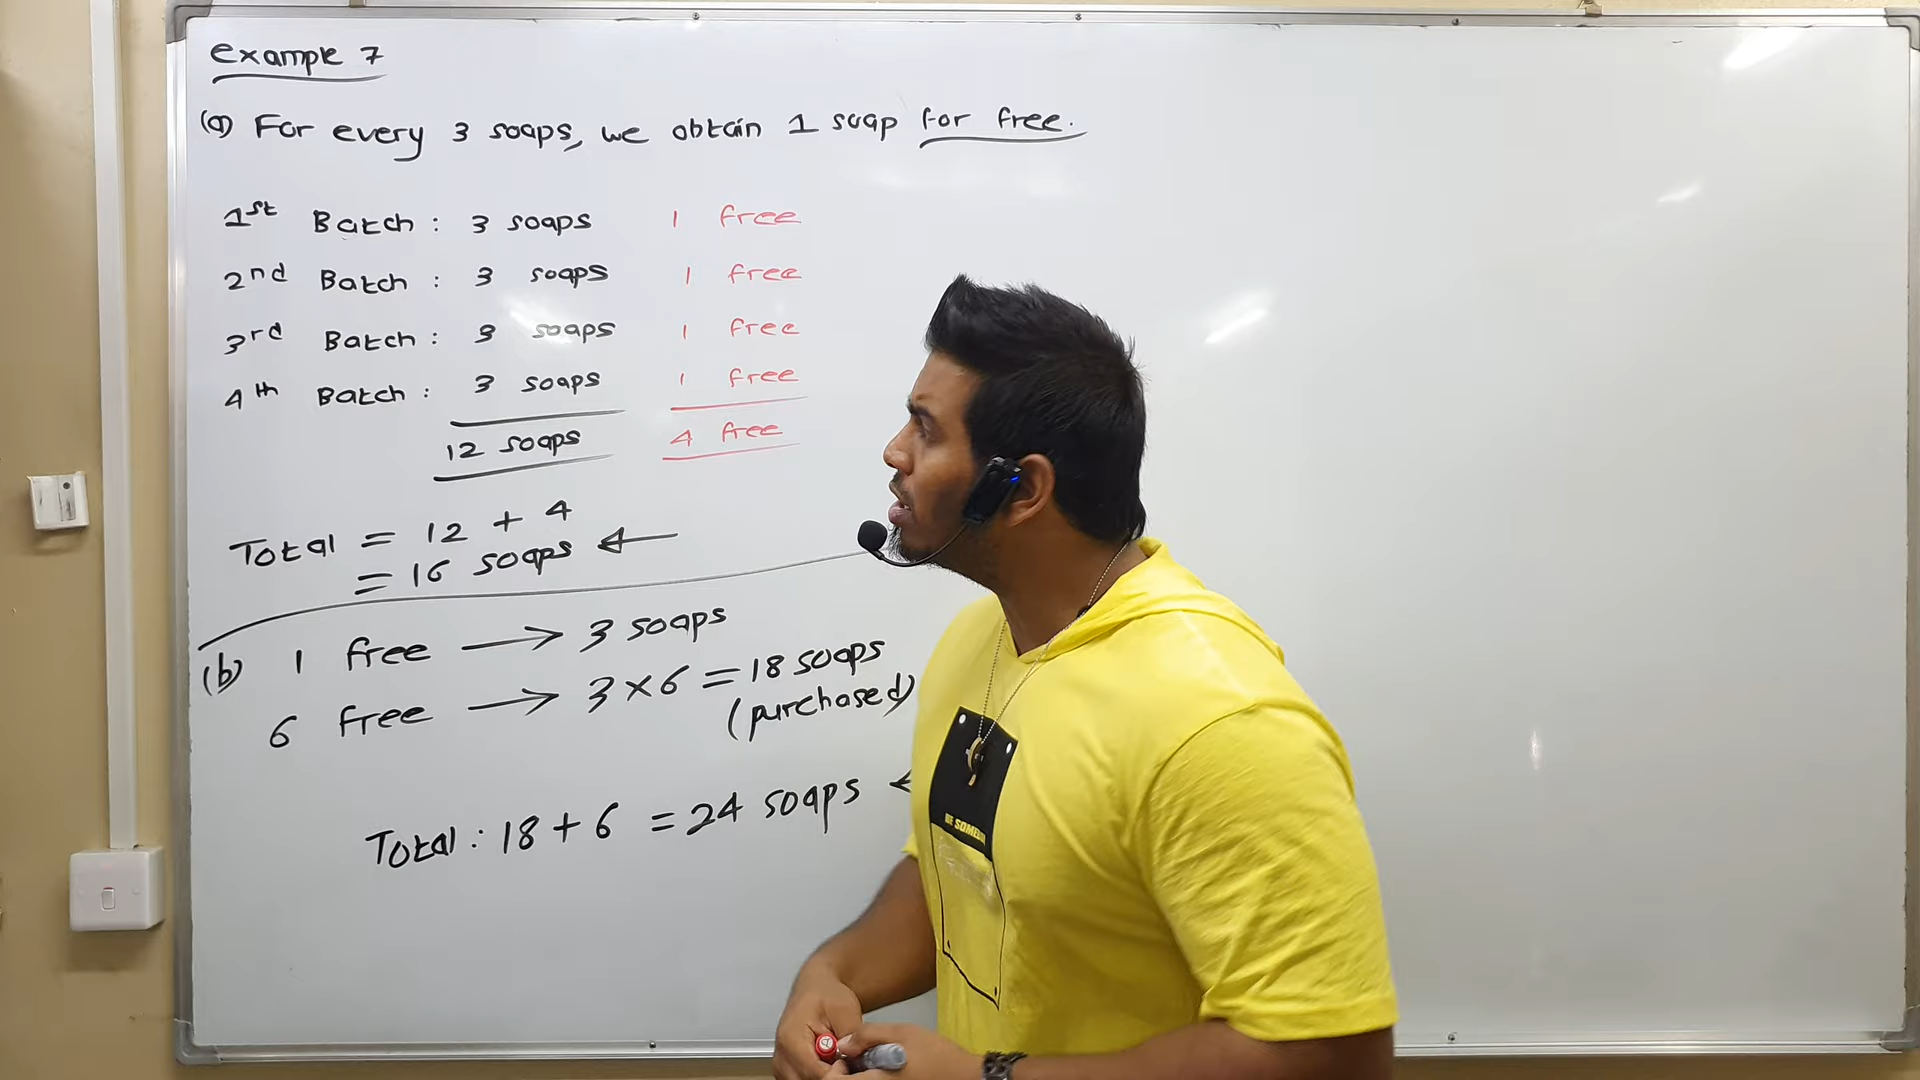 example 7
(a) For every 3 soaps, we obtain 1 soap for free.
1st Batch : 3 soaps 1 free
2nd Batch : 3 soaps 1 free
3rd Batch : 3 soaps 1 free
4th Batch : 3 soaps 1 free
12 soaps 4 free
Total = 12 + 4
= 16 soaps ←
(b) 1 free → 3 soaps
6 free → 3 × 6 = 18 soaps
(purchased)
Total : 18 + 6 = 24 soaps